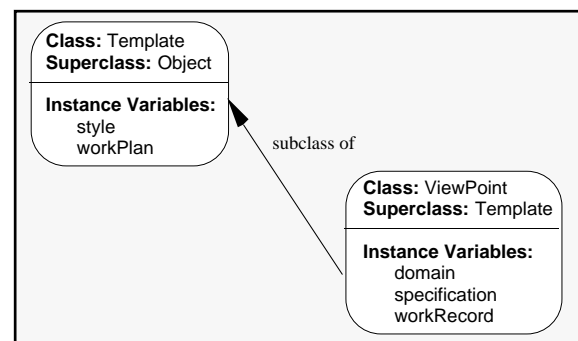 Class: Template
Superclass: Object
Instance Variables:
style
workPlan
subclass of
Class: ViewPoint
Superclass: Template
Instance Variables:
domain
specification
workRecord